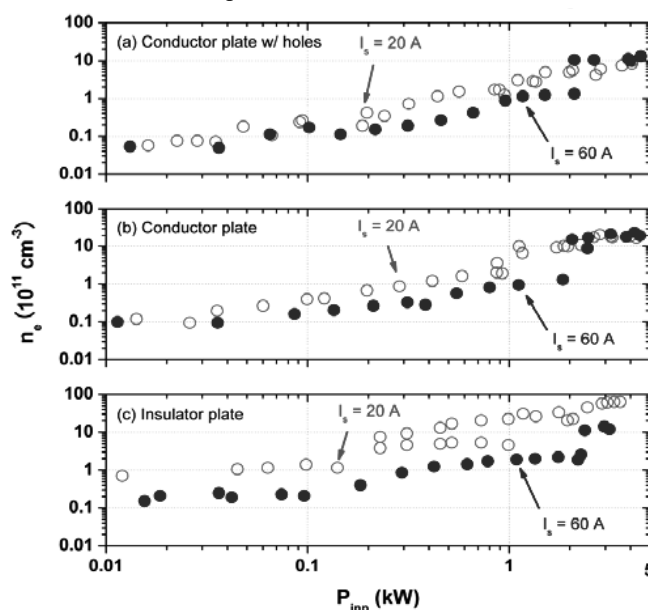 100
10
1
0.1
0.01
(a) Conductor plate w/ holes
I_s = 20 A
I_s = 60 A
100
10
1
0.1
0.01
(b) Conductor plate
I_s = 20 A
I_s = 60 A
n_e (10^11 cm^-3)
100
10
1
0.1
0.01
(c) Insulator plate
I_s = 20 A
I_s = 60 A
0.01
0.1
1
5
P_inp (kW)